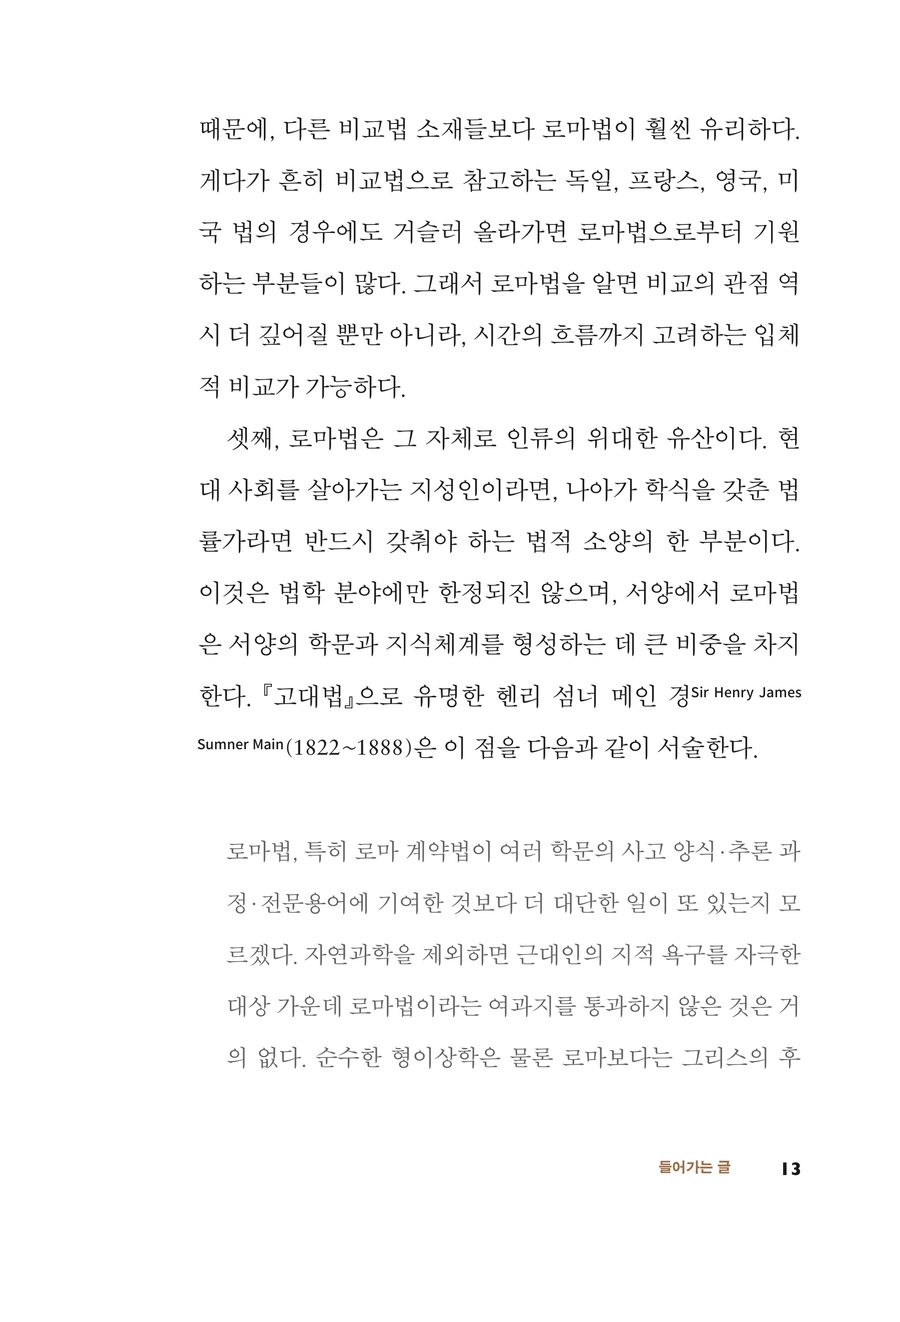 때문에, 다른 비교법 소재들보다 로마법이 훨씬 유리하다.
게다가 흔히 비교법으로 참고하는 독일, 프랑스, 영국, 미
국 법의 경우에도 거슬러 올라가면 로마법으로부터 기원
하는 부분들이 많다. 그래서 로마법을 알면 비교의 관점 역
시 더 깊어질 뿐만 아니라, 시간의 흐름까지 고려하는 입체
적 비교가 가능하다.
셋째, 로마법은 그 자체로 인류의 위대한 유산이다. 현
대 사회를 살아가는 지성인이라면, 나아가 학식을 갖춘 법
률가라면 반드시 갖춰야 하는 법적 소양의 한 부분이다.
이것은 법학 분야에만 한정되진 않으며, 서양에서 로마법
은 서양의 학문과 지식체계를 형성하는 데 큰 비중을 차지
한다. 『고대법』으로 유명한 헨리 섬너 메인 경Sir Henry James
Sumner Main(1822~1888)은 이 점을 다음과 같이 서술한다.
로마법, 특히 로마 계약법이 여러 학문의 사고 양식·추론 과
정·전문용어에 기여한 것보다 더 대단한 일이 또 있는지 모
르겠다. 자연과학을 제외하면 근대인의 지적 욕구를 자극한
대상 가운데 로마법이라는 여과지를 통과하지 않은 것은 거
의 없다. 순수한 형이상학은 물론 로마보다는 그리스의 후
들어가는 글 13